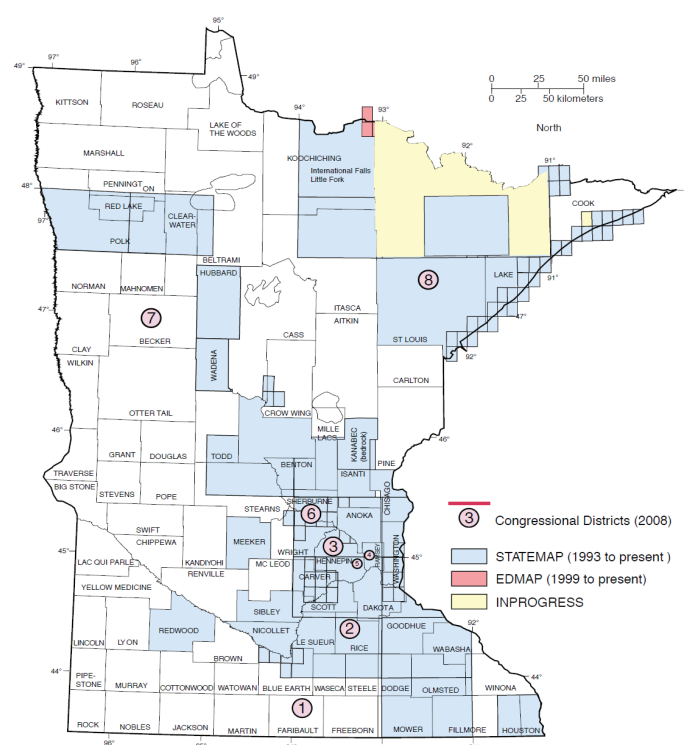 95°
97°
96°
49°
49°
0 25 50 miles
0 25 50 kilometers
North
KITTSON
ROSEAU
LAKE OF
THE WOODS
94°
93°
92°
91°
MARSHALL
KOOCHICHING
International Falls
Little Fork
PENNINGT ON
48°
RED LAKE
CLEAR-
WATER
COOK
97°
POLK
BELTRAMI
HUBBARD
8
LAKE
91°
NORMAN
MAHNOMEN
ITASCA
AITKIN
47°
7
CASS
47°
BECKER
ST LOUIS
CLAY
WILKIN
92°
WADENA
CARLTON
OTTER TAIL
CROW WING
MILLE
LACS
KANABEC
(bedrock)
46°
46°
GRANT
DOUGLAS
TODD
BENTON
PINE
TRAVERSE
ISANTI
BIG STONE
STEVENS
POPE
SHERBURNE
CHISAGO
STEARNS
6
ANOKA
3 Congressional Districts (2008)
SWIFT
CHIPPEWA
MEEKER
45°
3
4
WRIGHT
RAMSEY
WASHINGTON
45°
STATEMAP (1993 to present )
LAC QUI PARLE
KANDIYOHI
MC LEOD
HENNEPIN
5
RENVILLE
CARVER
EDMAP (1999 to present)
YELLOW MEDICINE
INPROGRESS
SIBLEY
SCOTT
DAKOTA
GOODHUE
92°
REDWOOD
NICOLLET
2
LINCOLN
LYON
LE SUEUR
RICE
WABASHA
BROWN
44°
44°
PIPE-
STONE
MURRAY
COTTONWOOD
WATOWAN
BLUE EARTH
WASECA
STEELE
DODGE
OLMSTED
WINONA
1
ROCK
NOBLES
JACKSON
MARTIN
FARIBAULT
FREEBORN
MOWER
FILLMORE
HOUSTON
96°